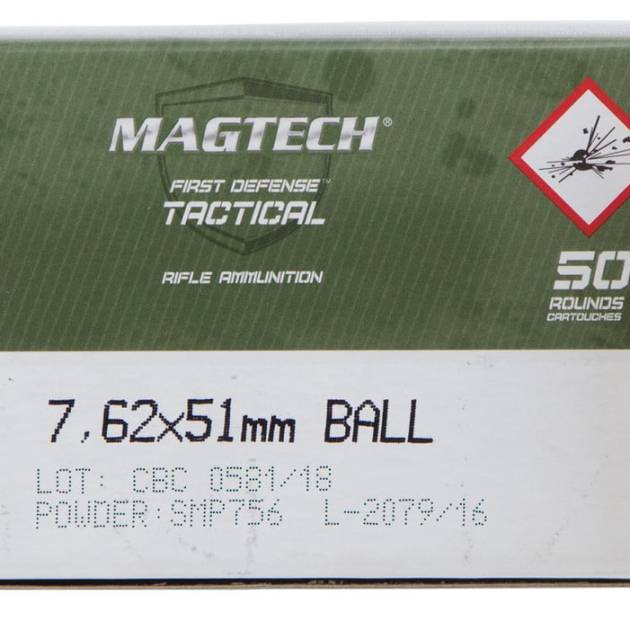 MAGTECH®
FIRST DEFENSE™
TACTICAL
RIFLE AMMUNITION
50
ROUNDS
CARTOUCHES
7,62x51mm BALL
LOT: CBC 0581/18
POWDER:SMP756 L-2079/16